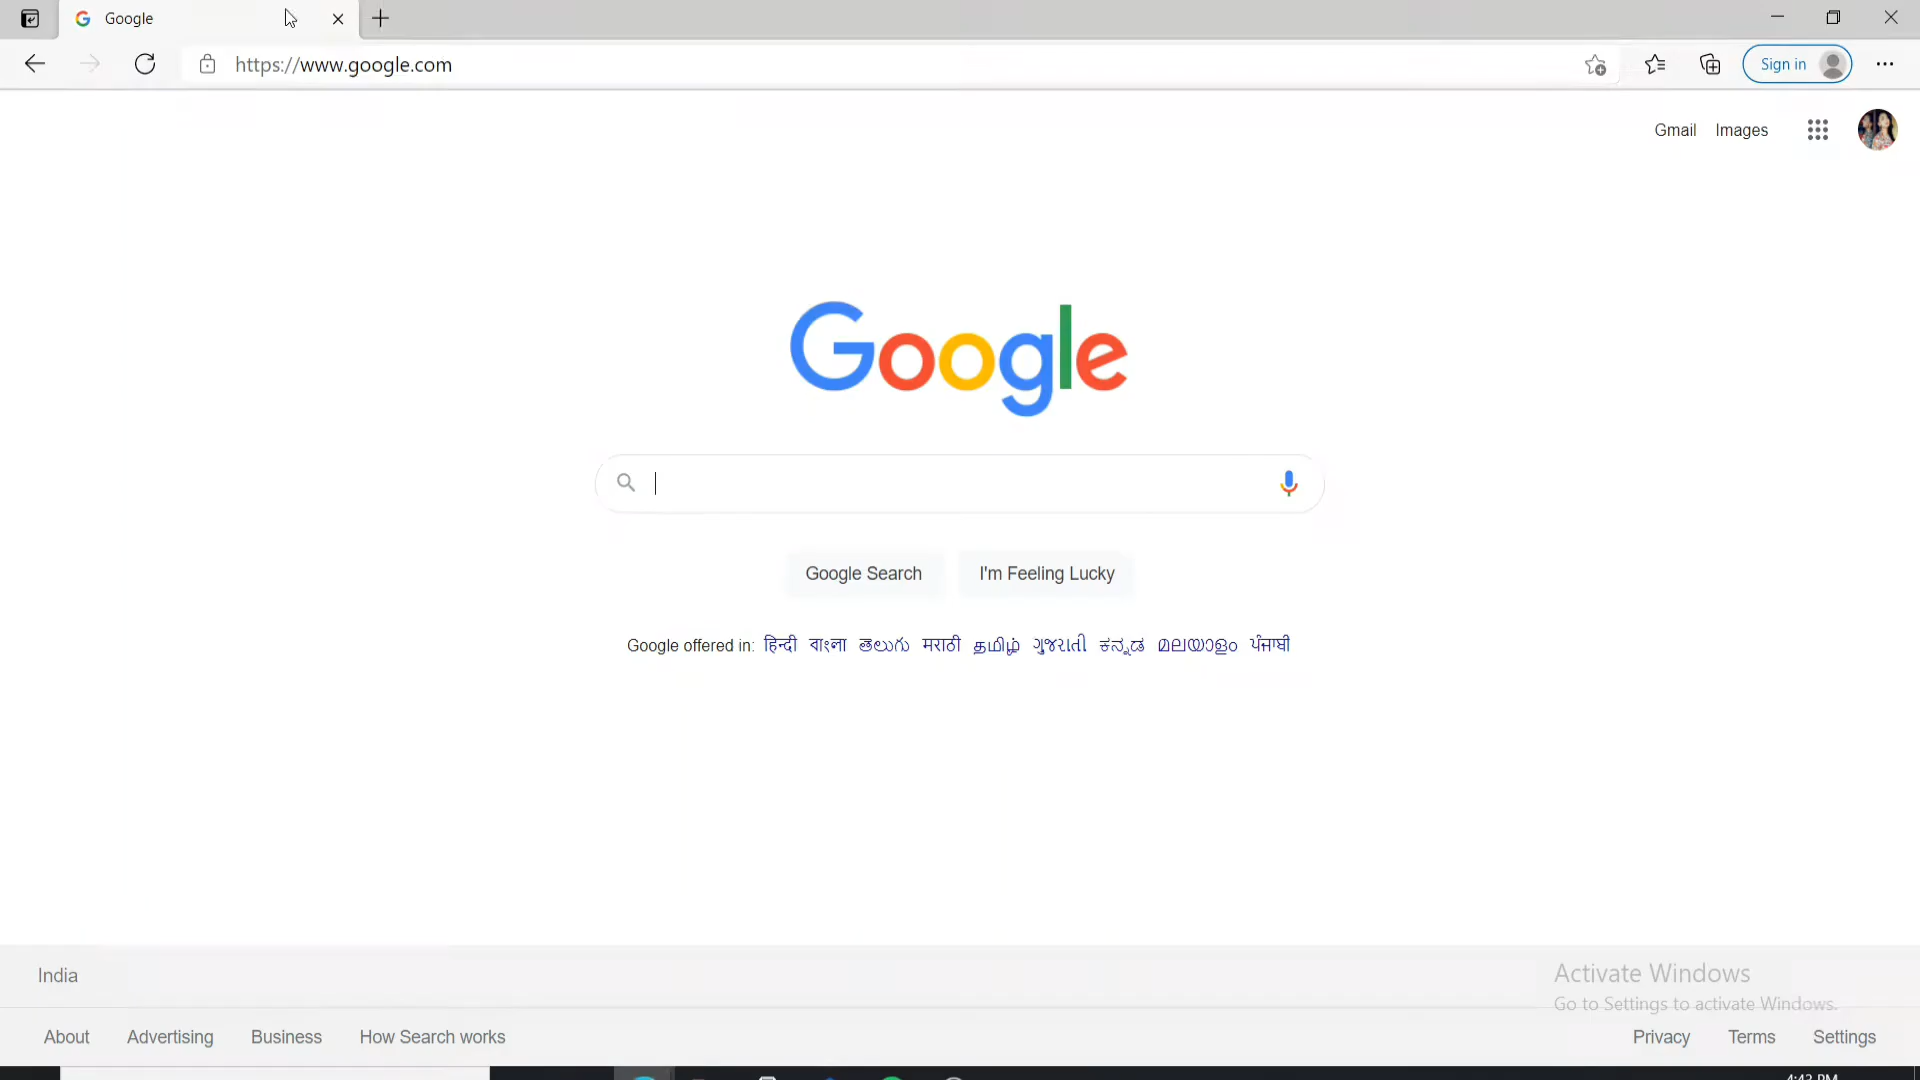 Google
https://www.google.com
Sign in
Gmail Images
Google
Google Search I'm Feeling Lucky
Google offered in: हिन्दी বাংলা తెలుగు मराठी தமிழ் ગુજરાતી ಕನ್ನಡ മലയാളം ਪੰਜਾਬੀ
India
Activate Windows
Go to Settings to activate Windows.
About Advertising Business How Search works Privacy Terms Settings